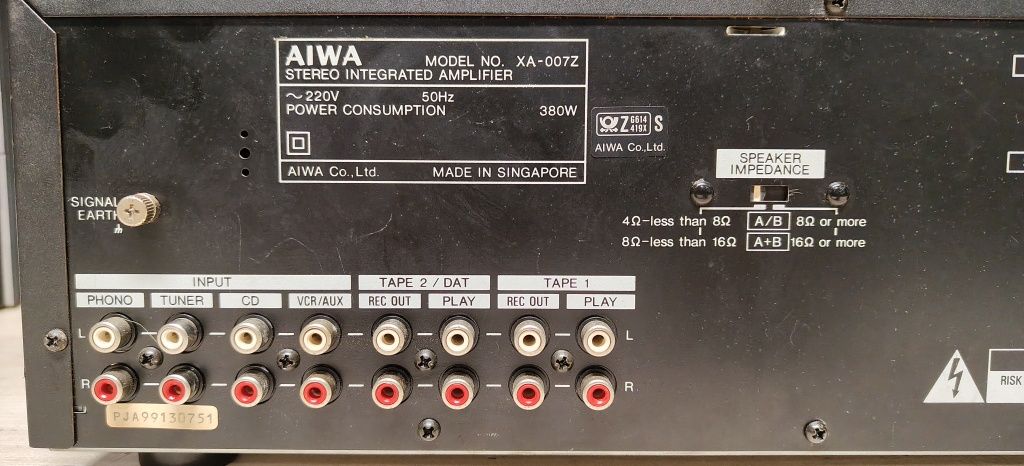 AIWA MODEL NO. XA-007Z
STEREO INTEGRATED AMPLIFIER
~ 220V 50Hz
POWER CONSUMPTION 380W
AIWA Co.,Ltd. MADE IN SINGAPORE
Z G614 419X S
AIWA Co.,Ltd.
SPEAKER
IMPEDANCE
4Ω-less than 8Ω A/B 8Ω or more
8Ω-less than 16Ω A+B 16Ω or more
SIGNAL
EARTH
INPUT TAPE 2 / DAT TAPE 1
PHONO TUNER CD VCR/AUX REC OUT PLAY REC OUT PLAY
L L
R R
PJA99130751
RISK